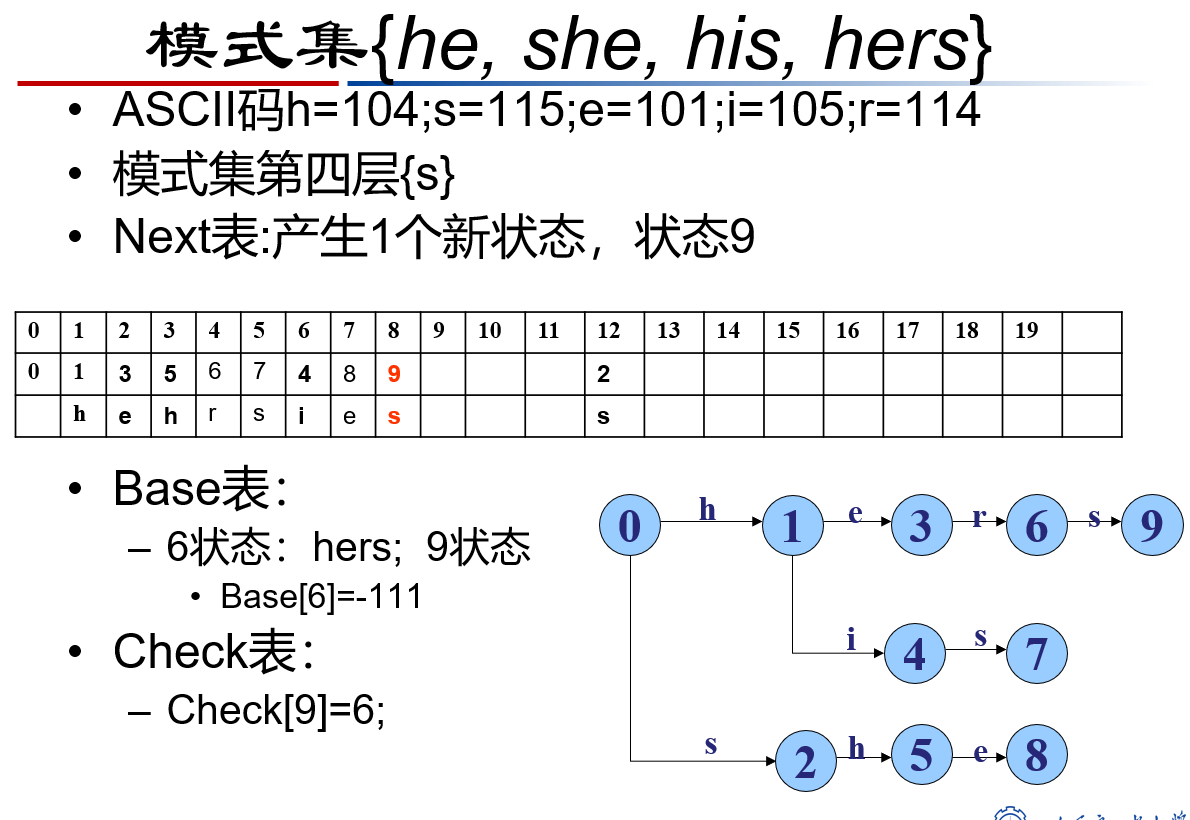 模式集{he, she, his, hers}
• ASCII码h=104;s=115;e=101;i=105;r=114
• 模式集第四层{s}
• Next表:产生1个新状态，状态9
0 1 2 3 4 5 6 7 8 9 10 11 12 13 14 15 16 17 18 19
0 1 3 5 6 7 4 8 9 2
h e h r s i e s s
• Base表：
– 6状态：hers; 9状态
• Base[6]=-111
• Check表：
– Check[9]=6;
0 h 1 e 3 r 6 s 9
i 4 s 7
s 2 h 5 e 8